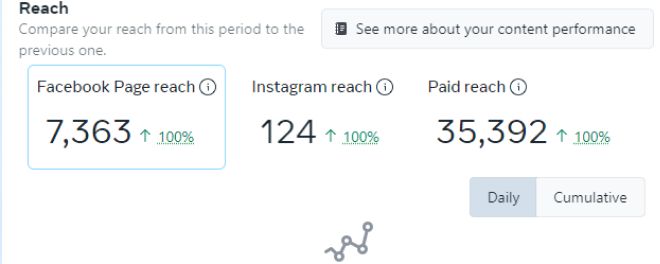 Reach
Compare your reach from this period to the
previous one.
See more about your content performance
Facebook Page reach
Instagram reach
Paid reach
7,363 ↑ 100%
124 ↑ 100%
35,392 ↑ 100%
Daily
Cumulative